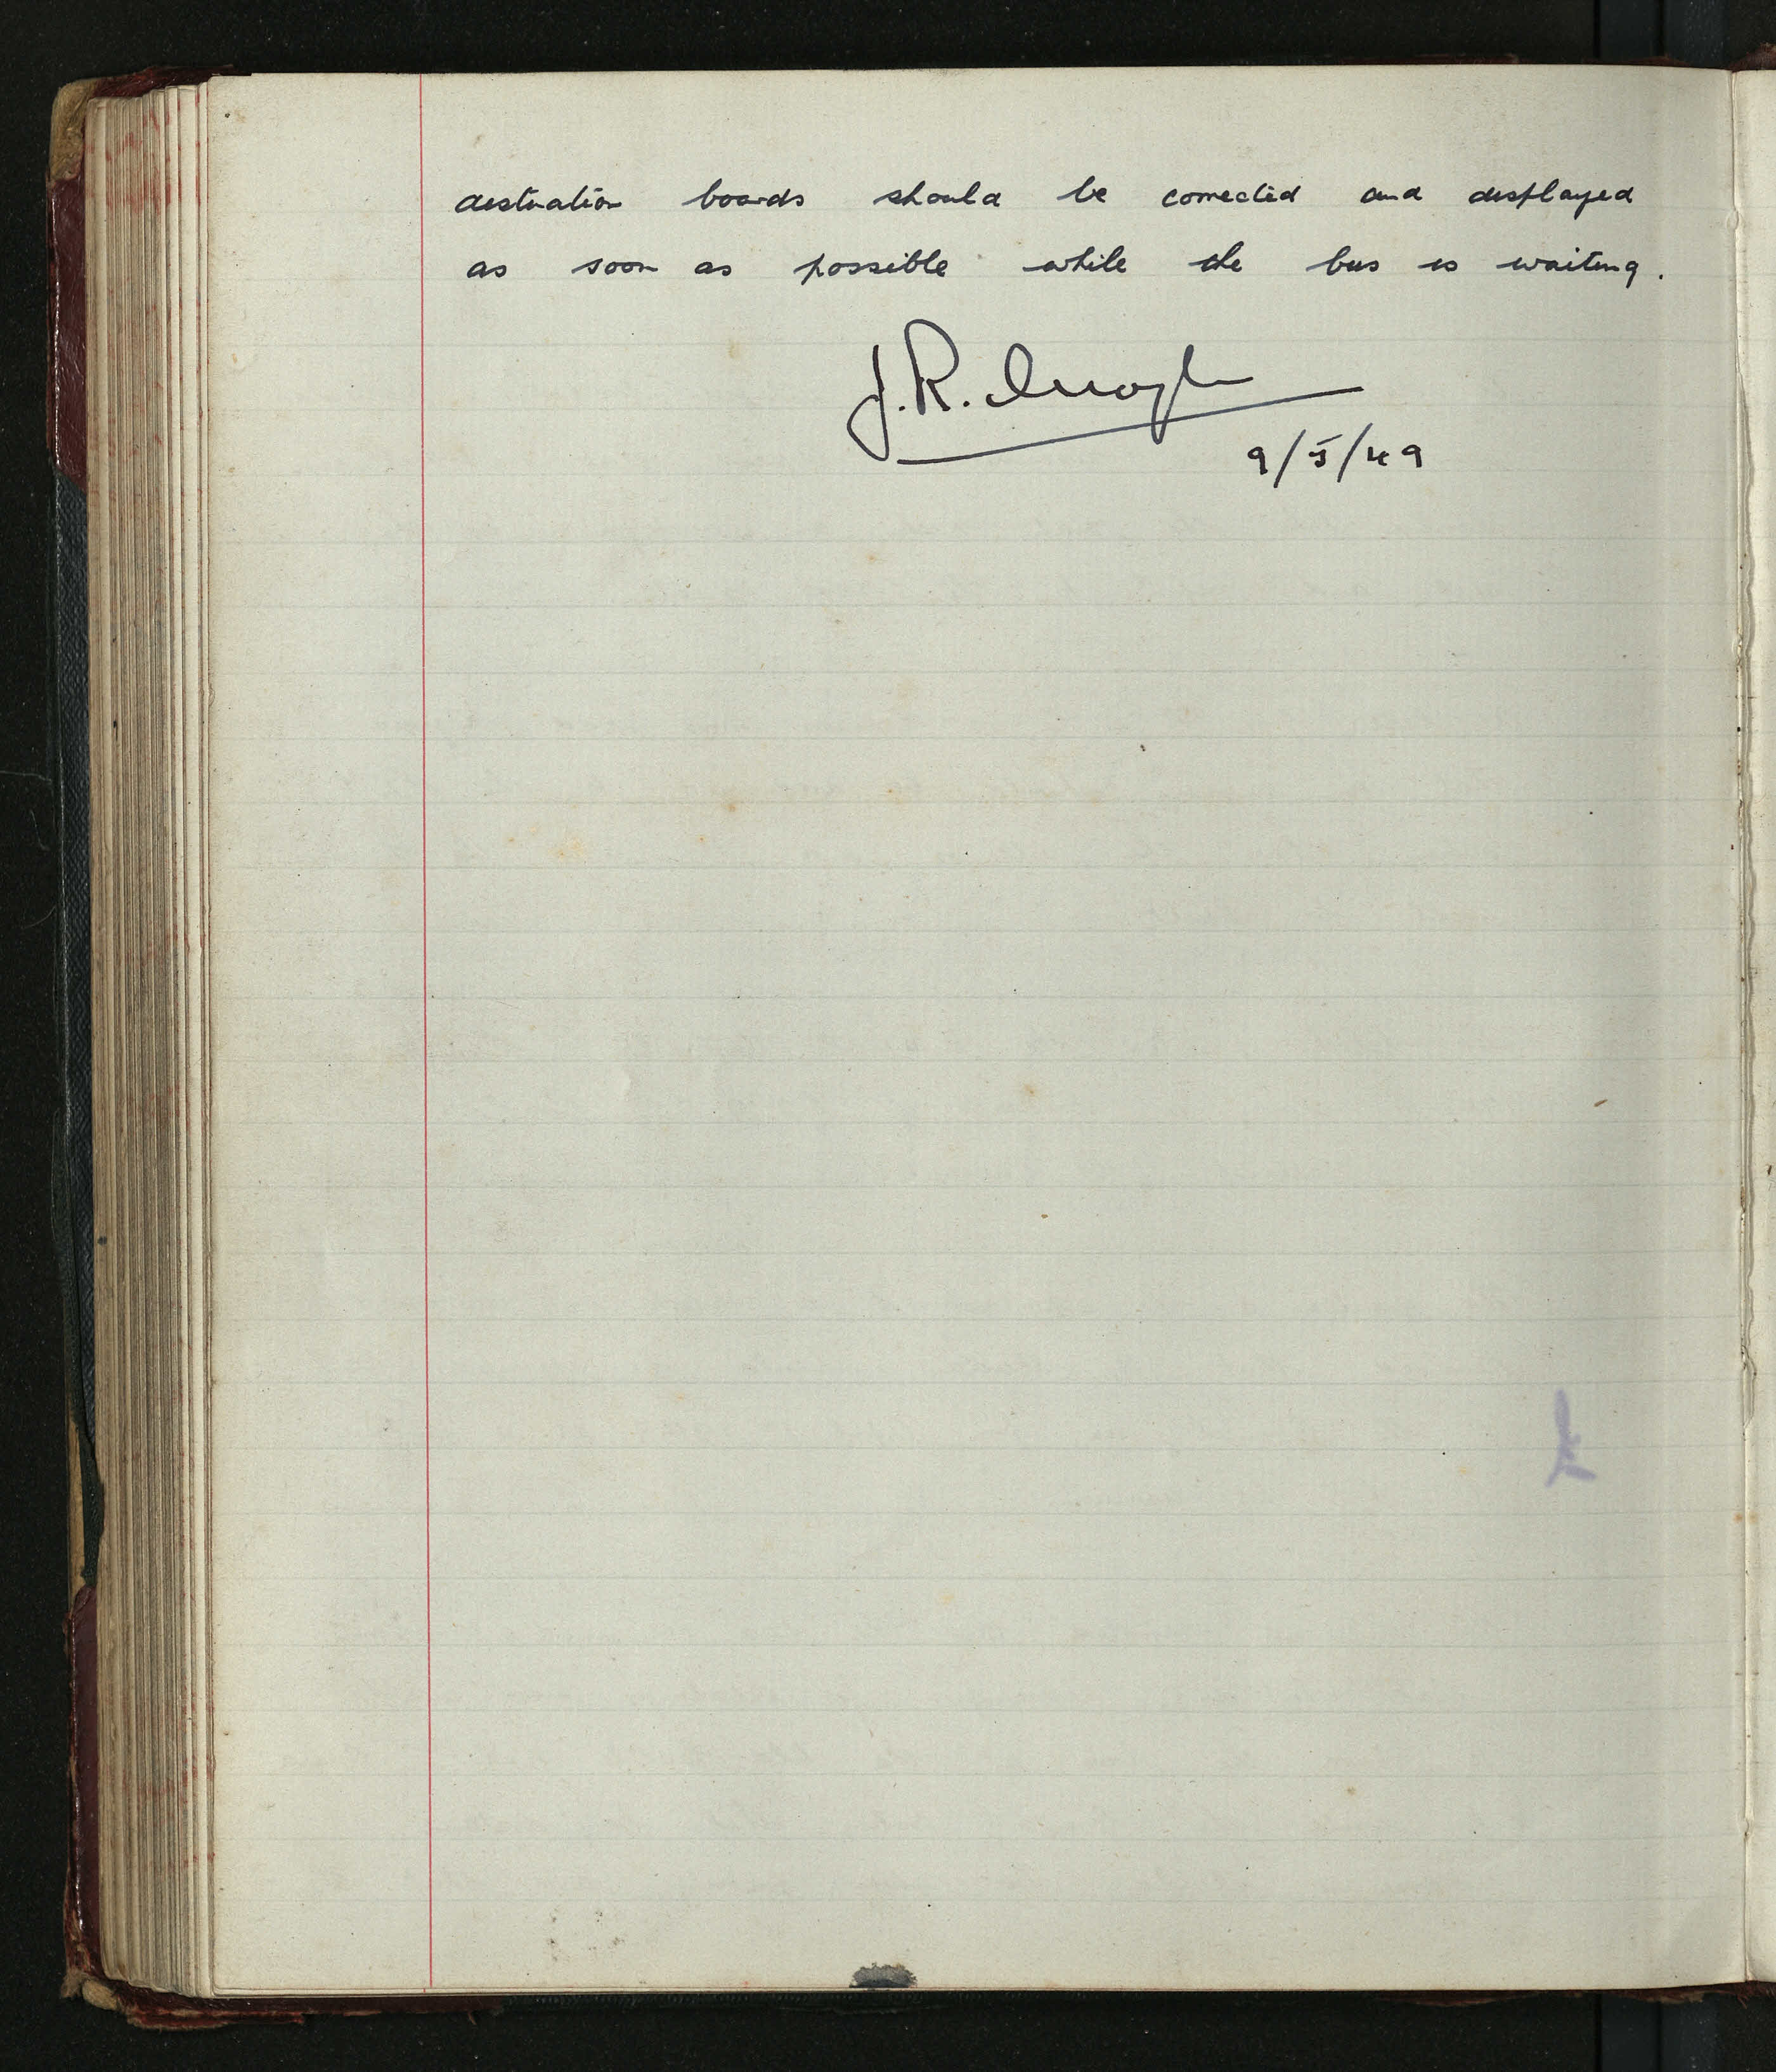 destination boards should be corrected and displayed
as soon as possible while the bus is waiting.
J. R.
9/5/49